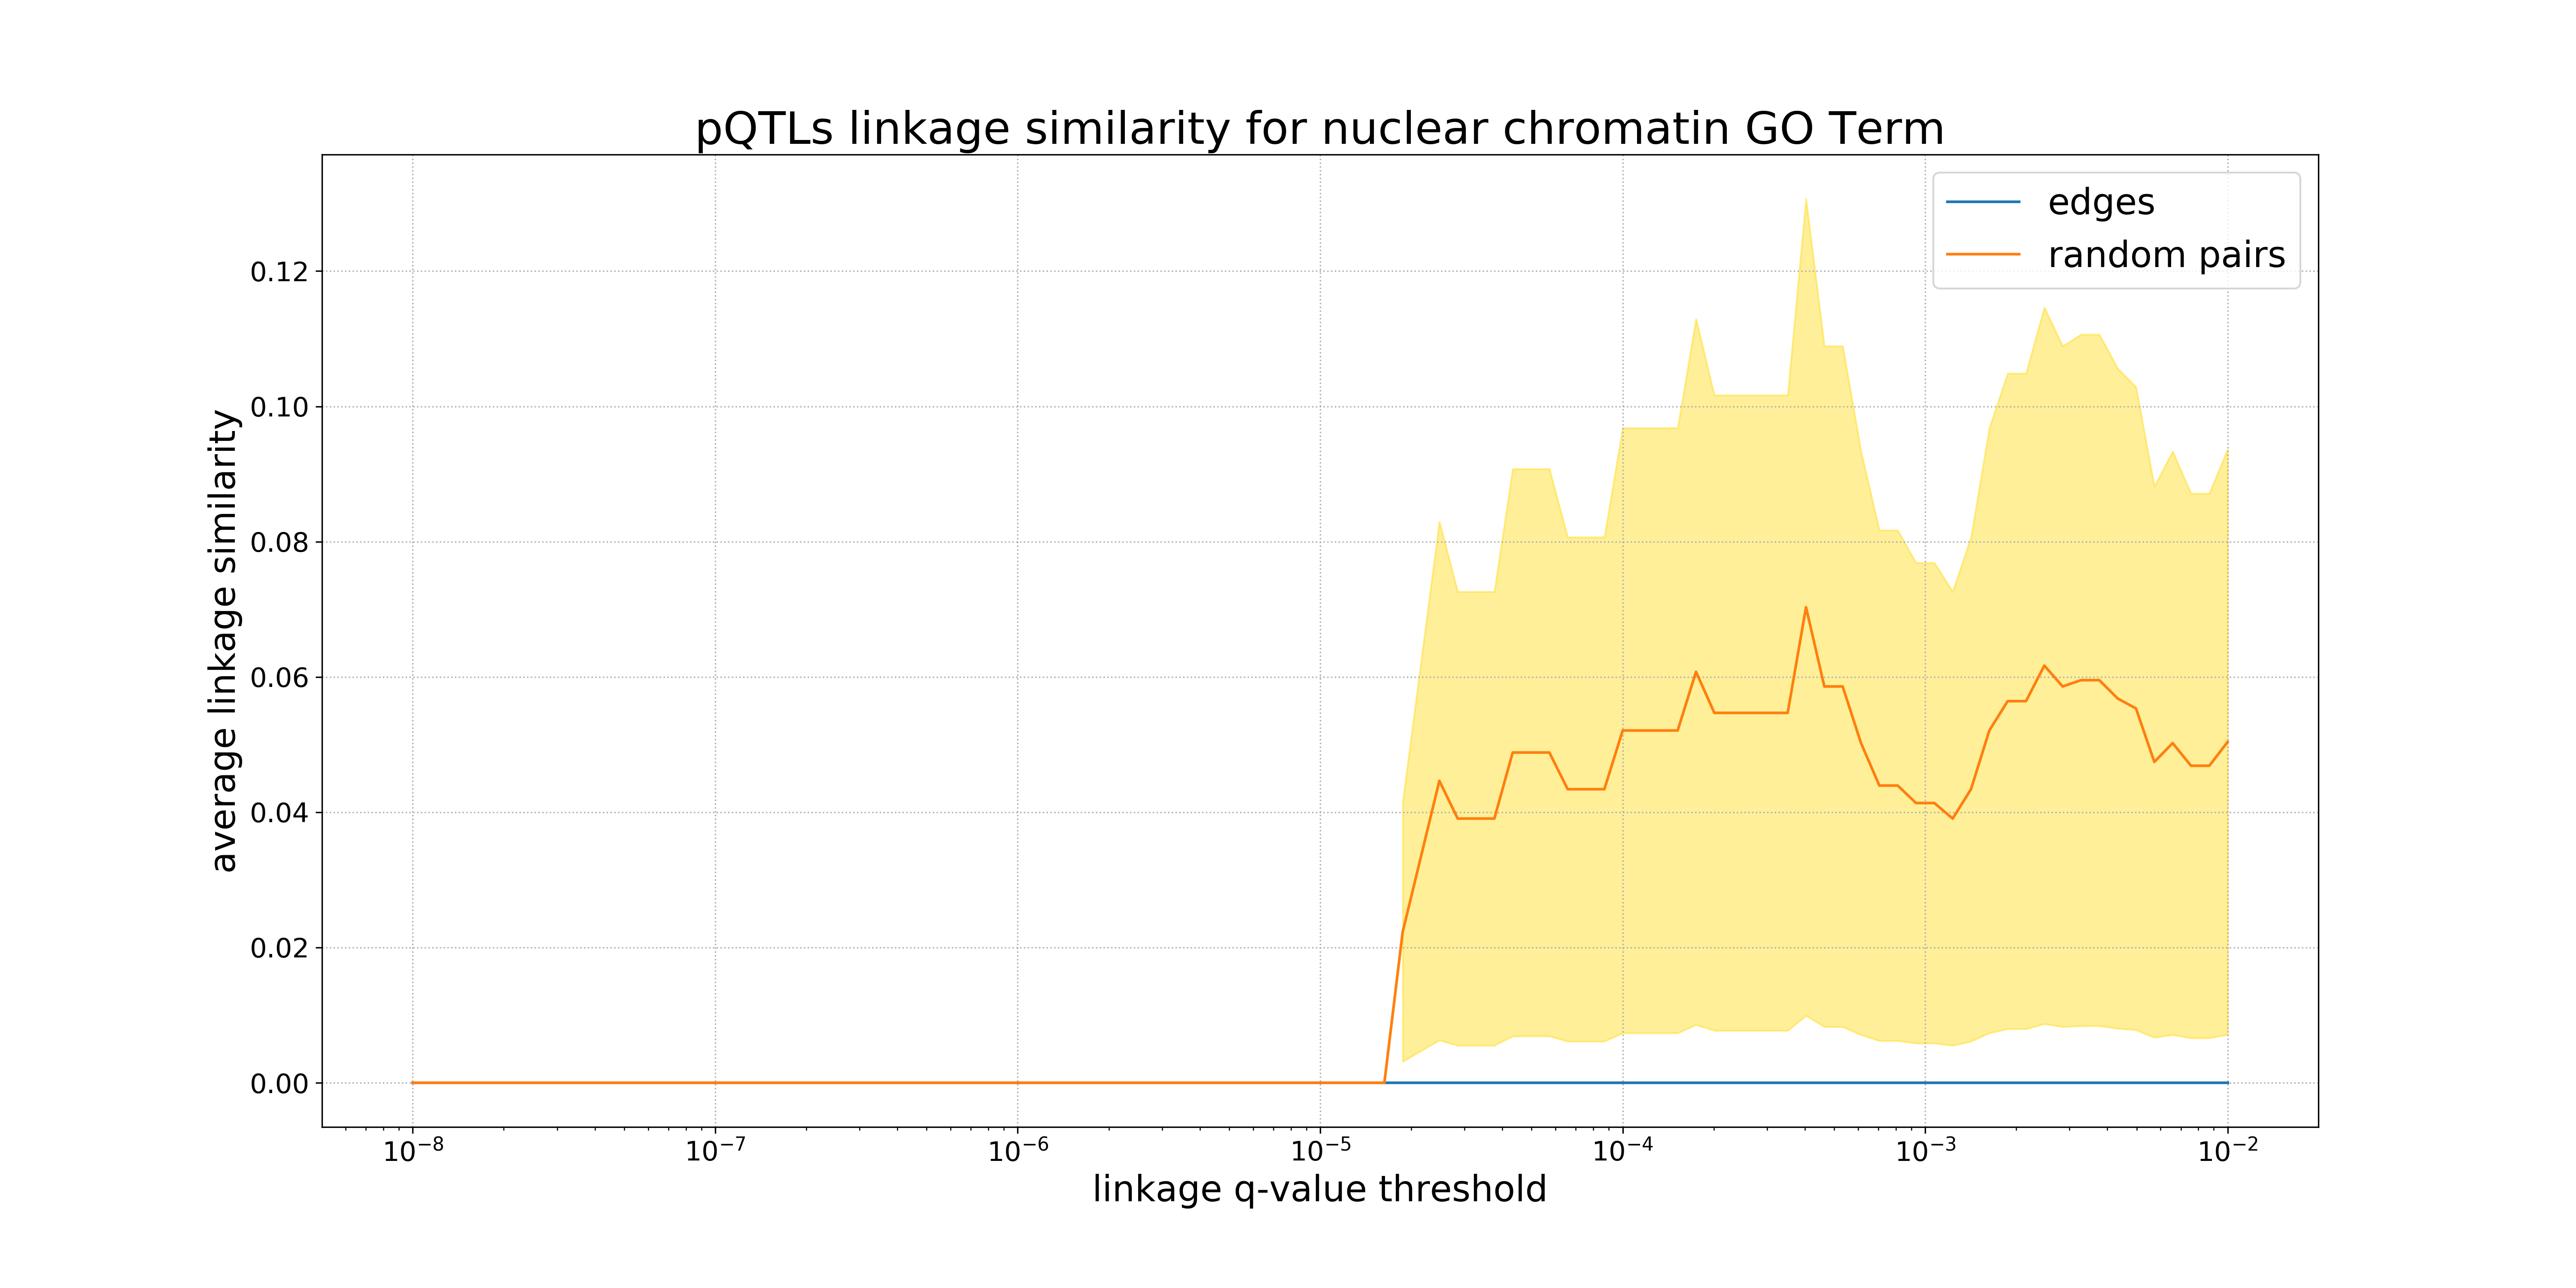 pQTLs linkage similarity for nuclear chromatin GO Term
edges
random pairs
average linkage similarity
0.12
0.10
0.08
0.06
0.04
0.02
0.00
10⁻⁸ 10⁻⁷ 10⁻⁶ 10⁻⁵ 10⁻⁴ 10⁻³ 10⁻²
linkage q-value threshold